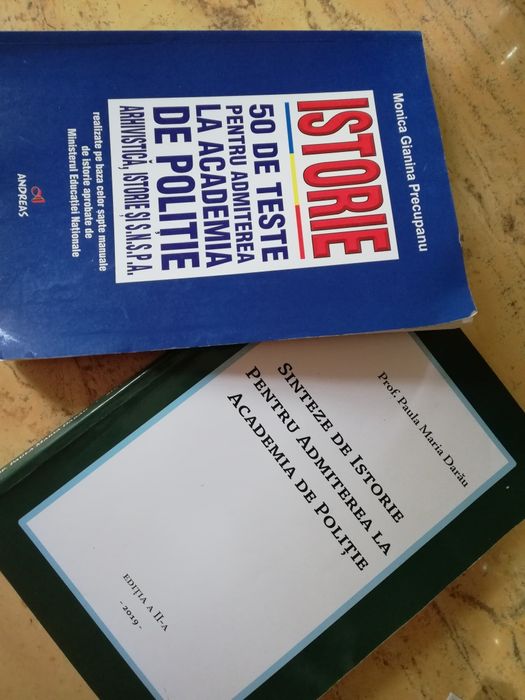 Monica Gianina Precupanu
ISTORIE
50 DE TESTE
PENTRU ADMITEREA
LA ACADEMIA
DE POLIȚIE
ARHIVISTICĂ, ISTORIE ȘI S.N.S.P.A.
realizate pe baza celor șapte manuale
de istorie aprobate de
Ministerul Educației Naționale
ANDREAS
Prof. Paula Maria Darău
SINTEZE DE ISTORIE
PENTRU ADMITEREA LA
ACADEMIA DE POLIȚIE
EDIȚIA A II-A
- 2019 -